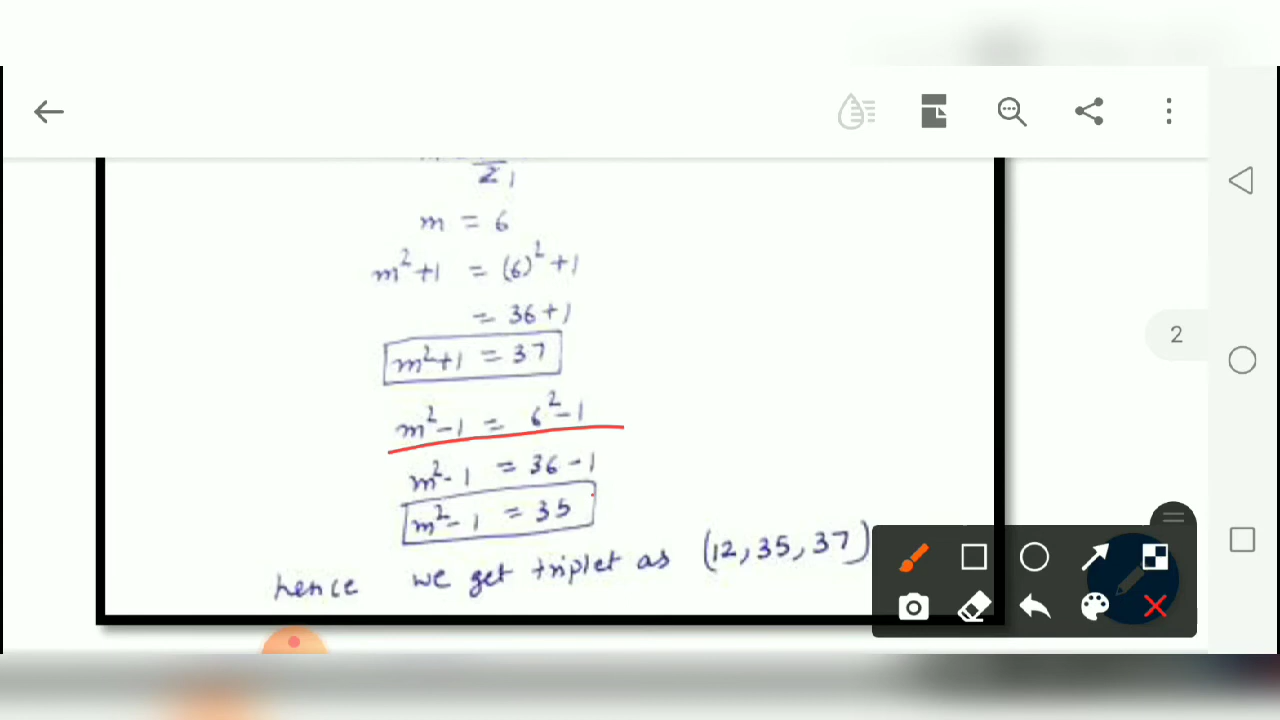 2
m = 6
m²+1 = (6)²+1
= 36+1
m²+1 = 37
m²-1 = 6²-1
m²-1 = 36-1
m²-1 = 35
hence we get triplet as (12, 35, 37)
2